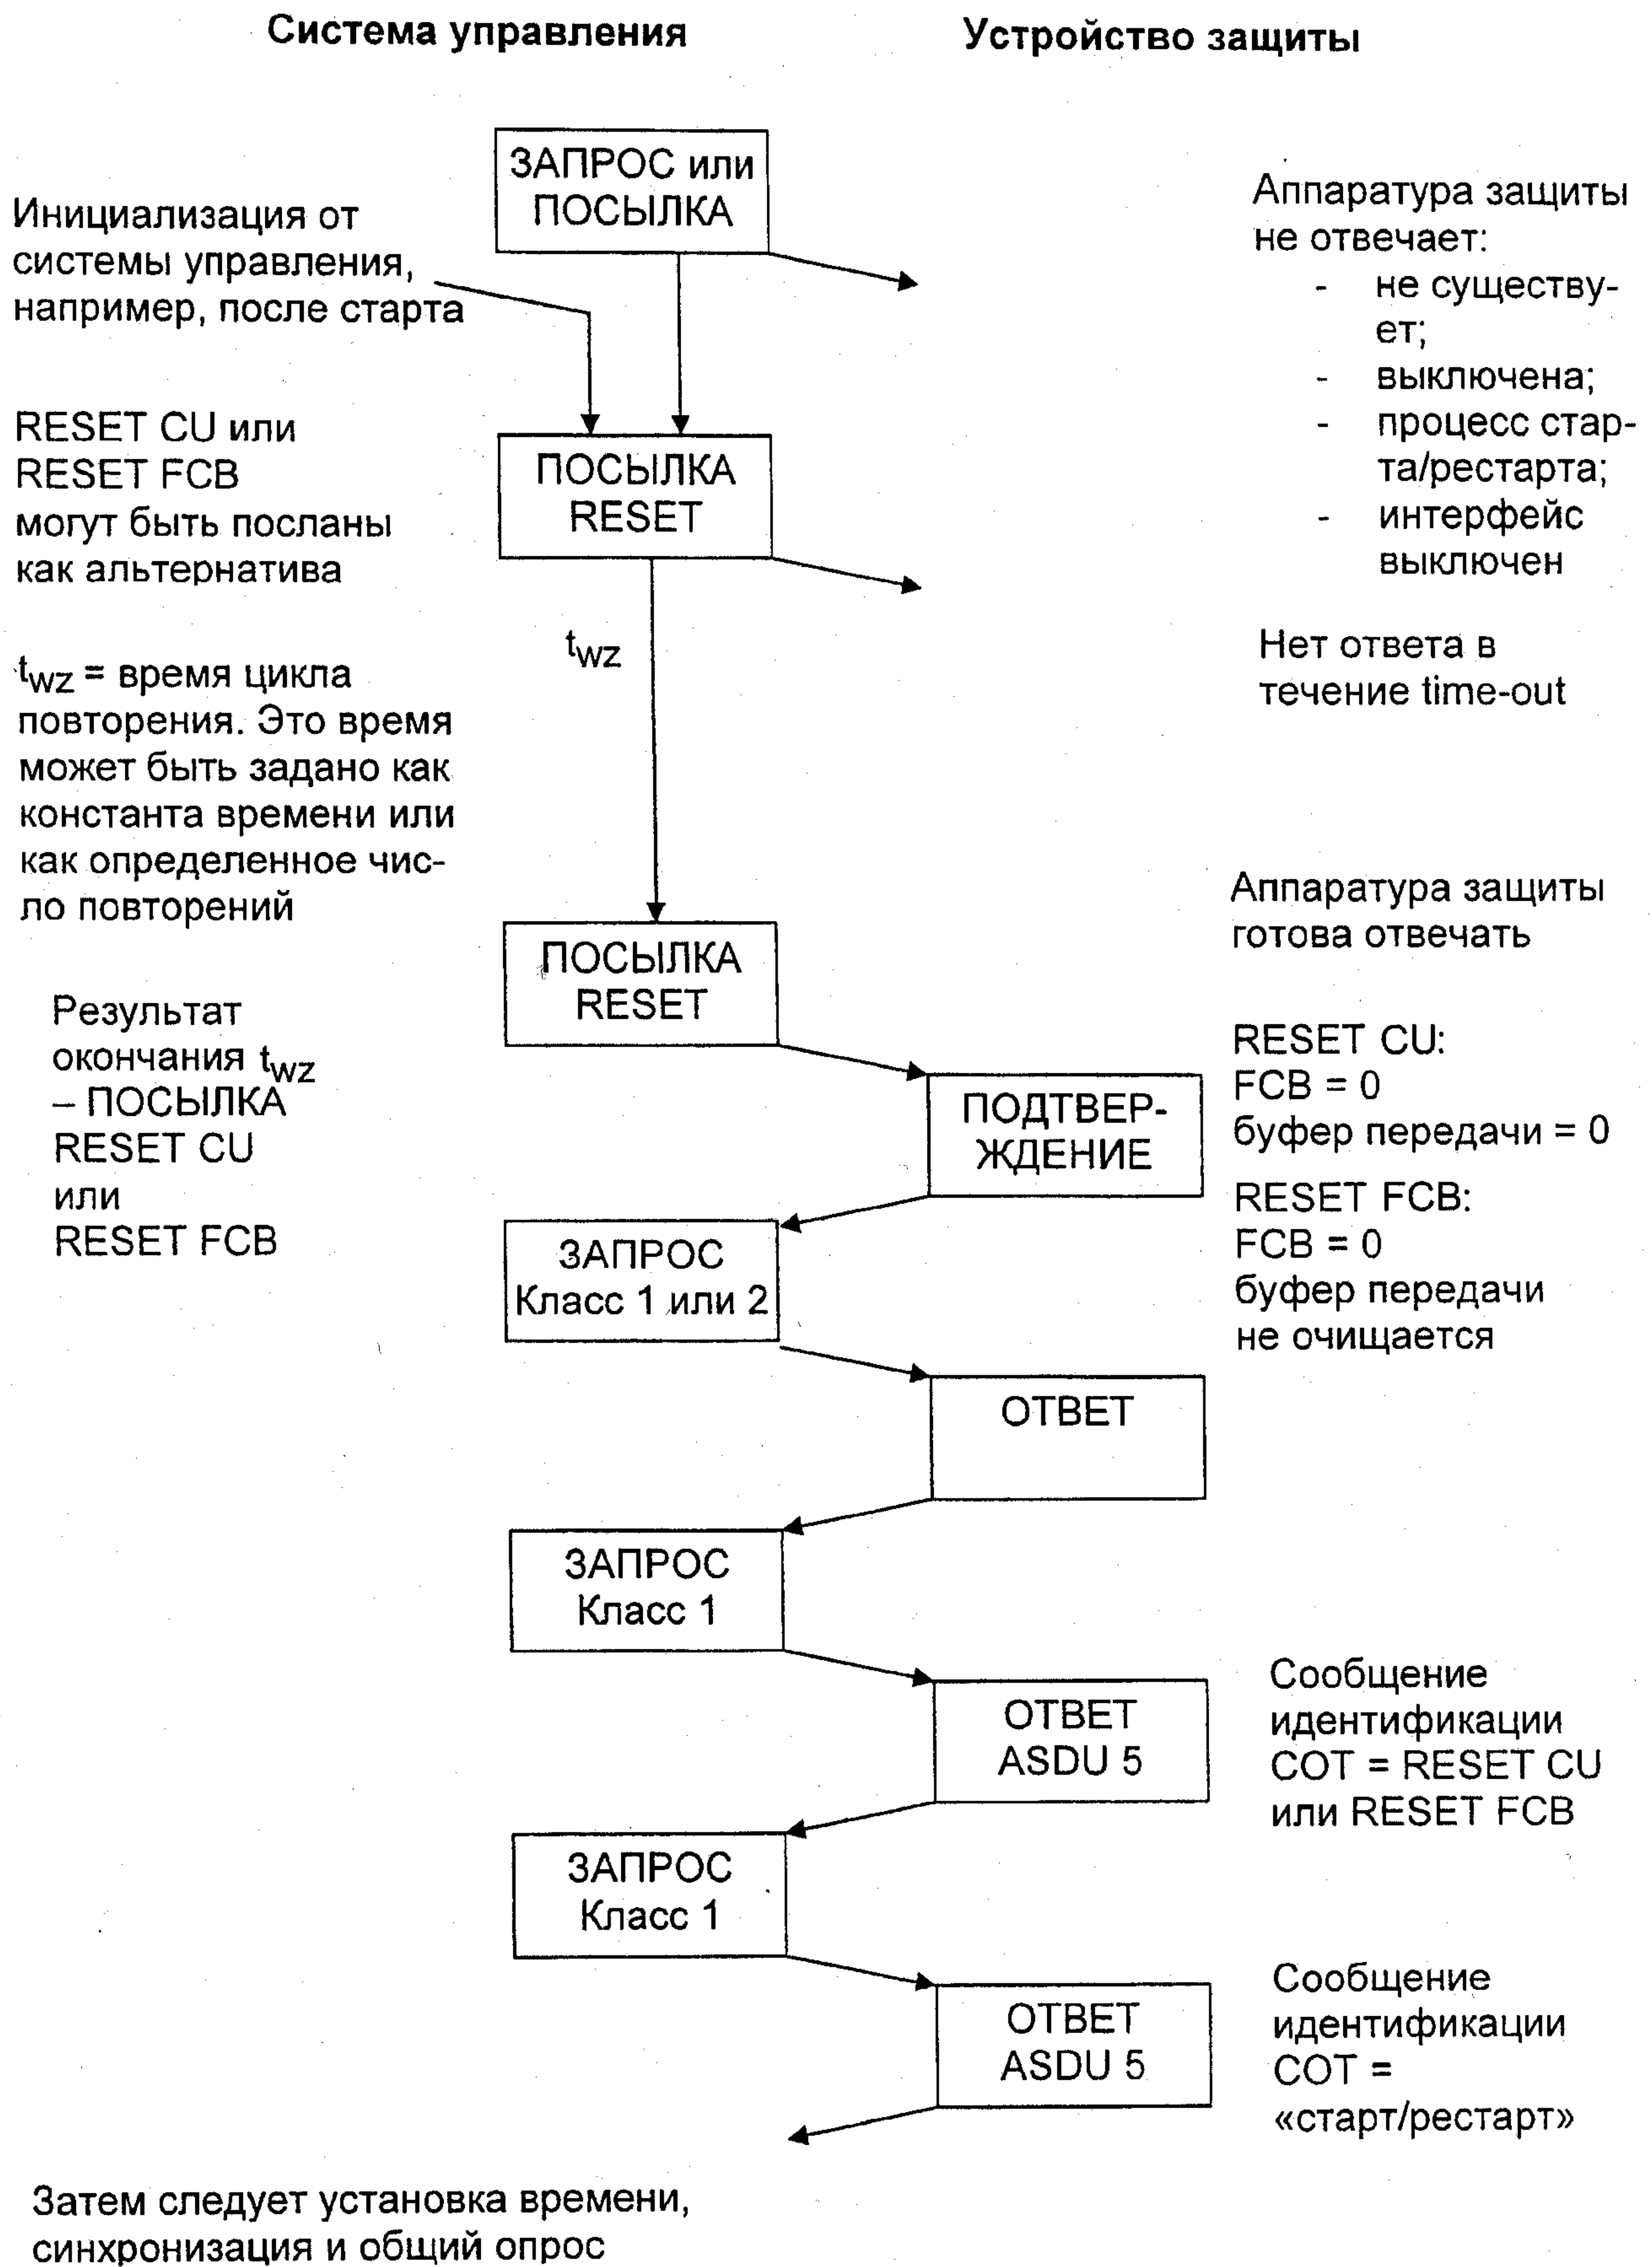 Система управления
Устройство защиты
ЗАПРОС или
ПОСЫЛКА
Инициализация от
системы управления,
например, после старта
Аппаратура защиты
не отвечает:
- не существу-
ет;
- выключена;
- процесс стар-
та/рестарта;
- интерфейс
выключен
RESET CU или
RESET FCB
могут быть посланы
как альтернатива
ПОСЫЛКА
RESET
twz
Нет ответа в
течение time-out
twz = время цикла
повторения. Это время
может быть задано как
константа времени или
как определенное чис-
ло повторений
Аппаратура защиты
готова отвечать
ПОСЫЛКА
RESET
Результат
окончания twz
– ПОСЫЛКА
RESET CU
или
RESET FCB
RESET CU:
FCB = 0
буфер передачи = 0
ПОДТВЕР-
ЖДЕНИЕ
RESET FCB:
FCB = 0
буфер передачи
не очищается
ЗАПРОС
Класс 1 или 2
ОТВЕТ
ЗАПРОС
Класс 1
ОТВЕТ
ASDU 5
Сообщение
идентификации
COT = RESET CU
или RESET FCB
ЗАПРОС
Класс 1
ОТВЕТ
ASDU 5
Сообщение
идентификации
COT =
«старт/рестарт»
Затем следует установка времени,
синхронизация и общий опрос